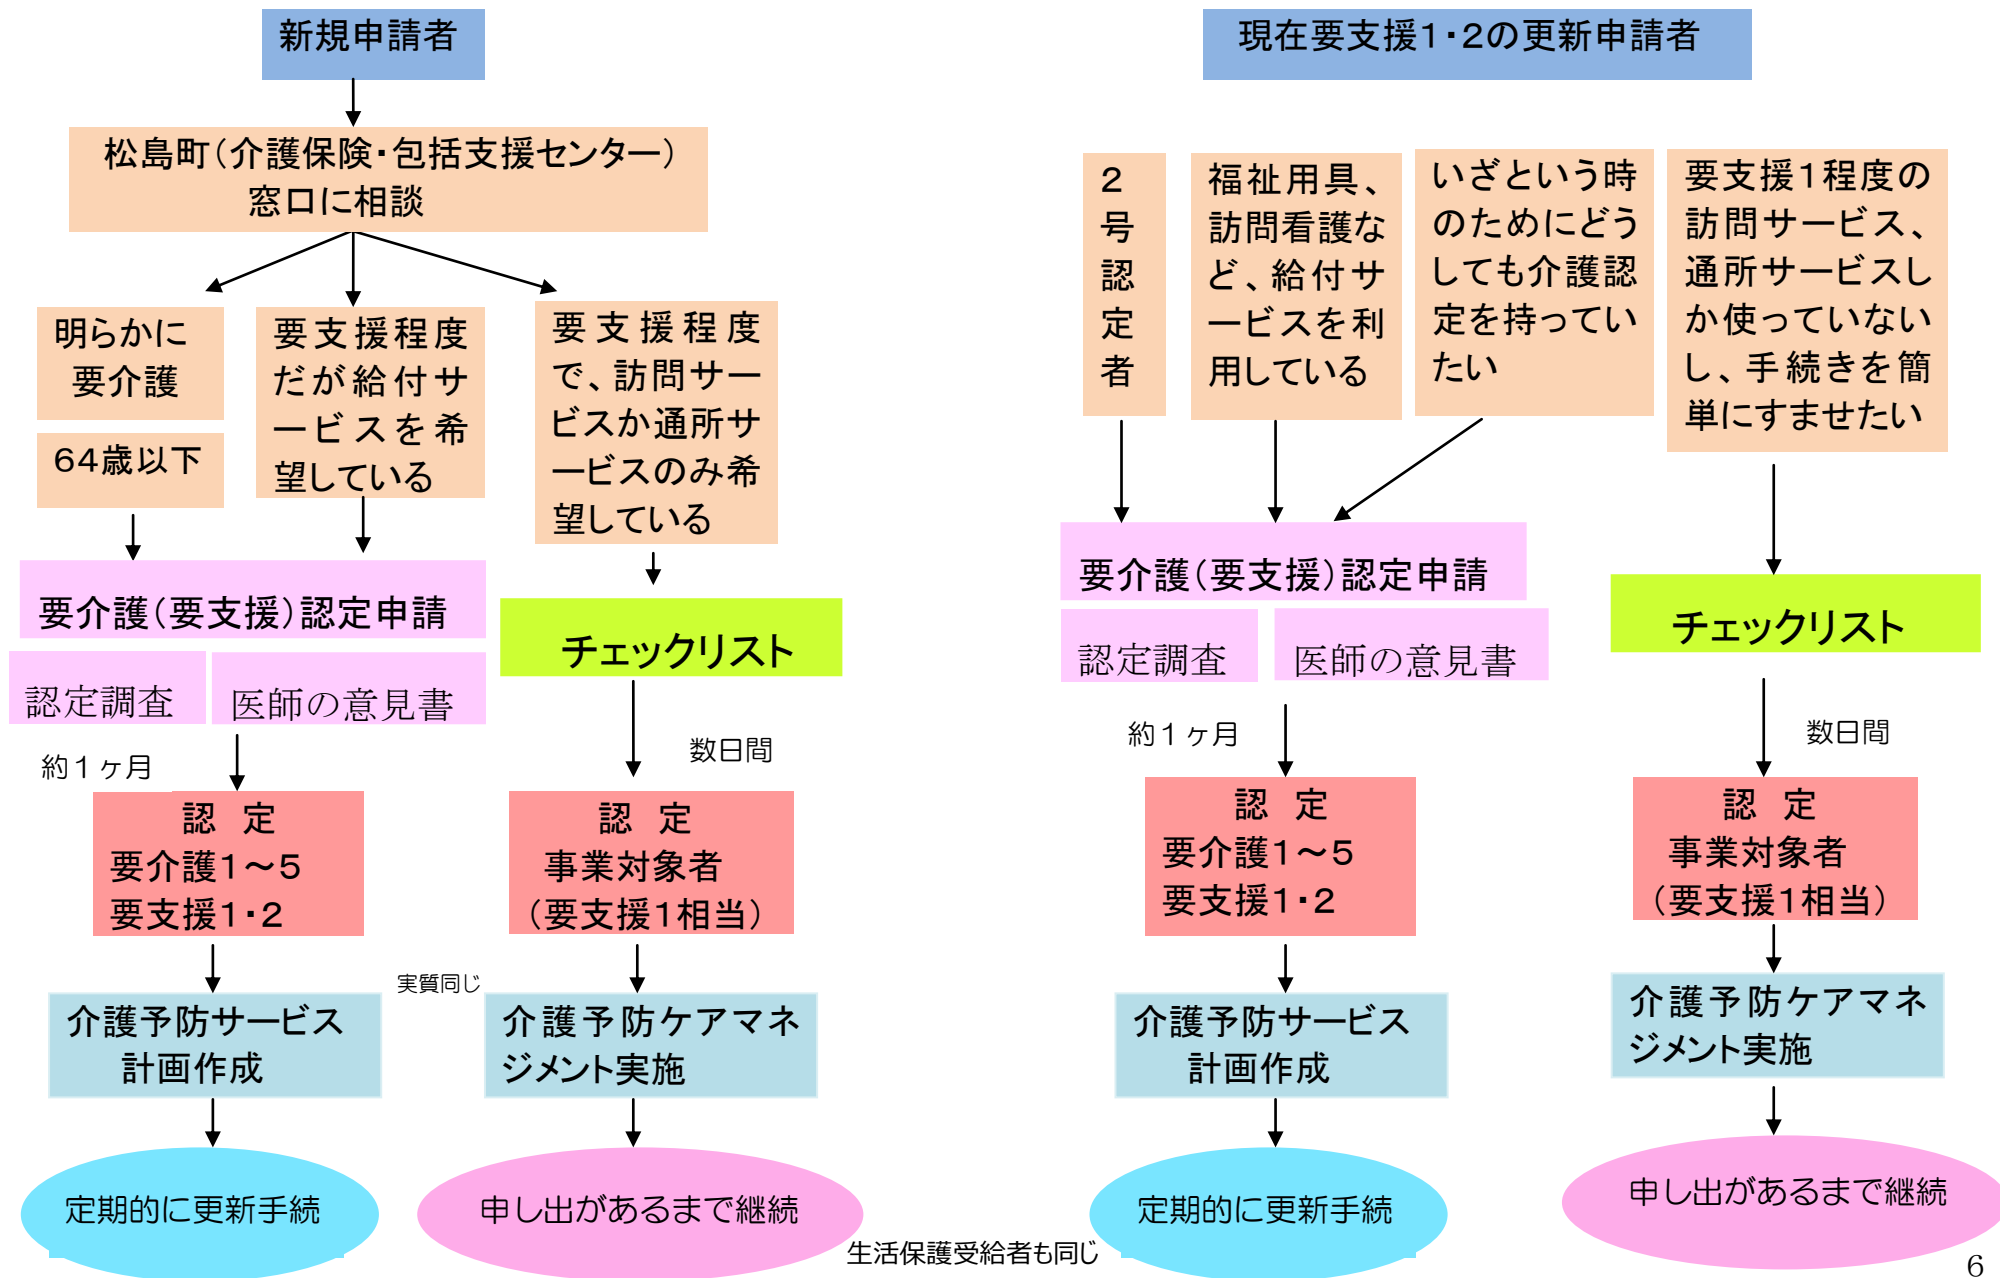 新規申請者
松島町（介護保険・包括支援センター）
窓口に相談
明らかに
要介護
64歳以下
要支援程度
だが給付サ
ービスを希
望している
要支援程度
で、訪問サー
ビスか通所サ
ービスのみ希
望している
要介護（要支援）認定申請
認定調査
医師の意見書
チェックリスト
約1ヶ月
数日間
認 定
要介護1～5
要支援1・2
認 定
事業対象者
（要支援1相当）
実質同じ
介護予防サービス
計画作成
介護予防ケアマネ
ジメント実施
定期的に更新手続
申し出があるまで継続
現在要支援1・2の更新申請者
2号認定者
福祉用具、
訪問看護な
ど、給付サ
ービスを利
用している
いざという時
のためにどう
しても介護認
定を持ってい
たい
要支援1程度の
訪問サービス、
通所サービスし
か使っていない
し、手続きを簡
単にすませたい
要介護（要支援）認定申請
認定調査
医師の意見書
チェックリスト
約1ヶ月
数日間
認 定
要介護1～5
要支援1・2
認 定
事業対象者
（要支援1相当）
介護予防サービス
計画作成
介護予防ケアマネ
ジメント実施
定期的に更新手続
申し出があるまで継続
生活保護受給者も同じ
6